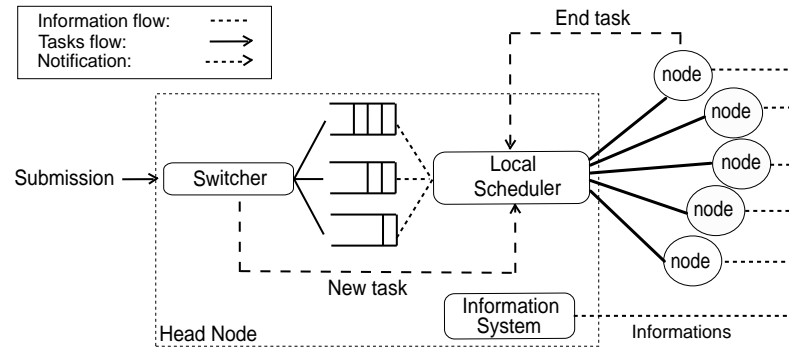 Information flow:
Tasks flow:
Notification:
End task
node
node
node
node
node
Submission
Switcher
Local
Scheduler
New task
Information
System
Head Node
Informations